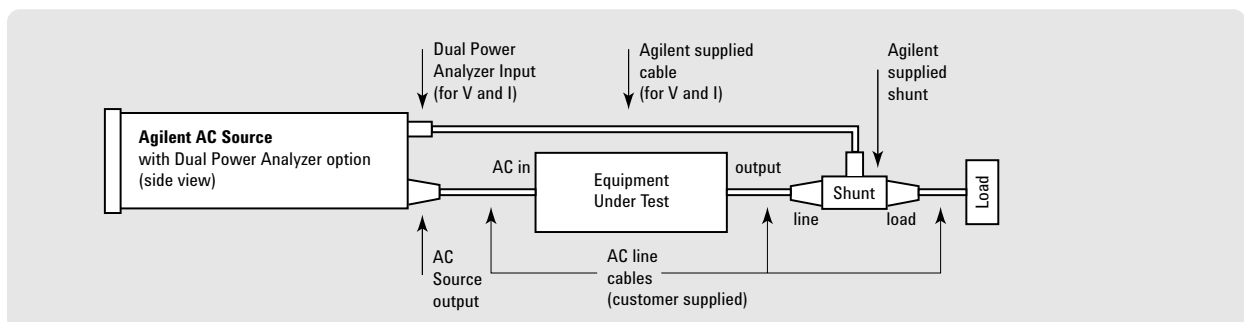 Dual Power
Analyzer Input
(for V and I)
Agilent supplied
cable
(for V and I)
Agilent
supplied
shunt
Agilent AC Source
with Dual Power Analyzer option
(side view)
AC in
Equipment
Under Test
output
line
Shunt
load
Load
AC
Source
output
AC line
cables
(customer supplied)